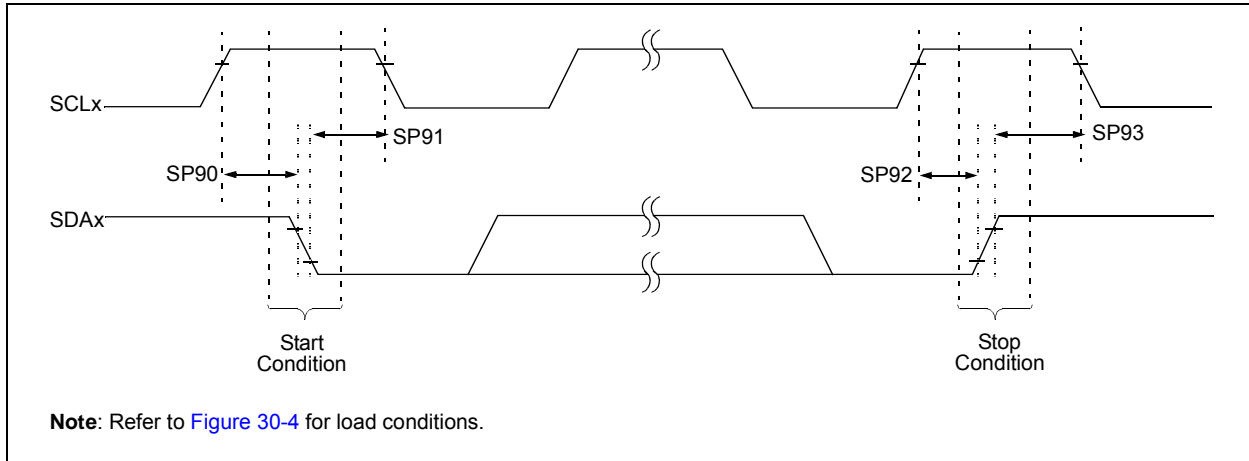 SCLx
SP91
SP93
SP90
SP92
SDAx
Start
Condition
Stop
Condition
Note: Refer to Figure 30-4 for load conditions.